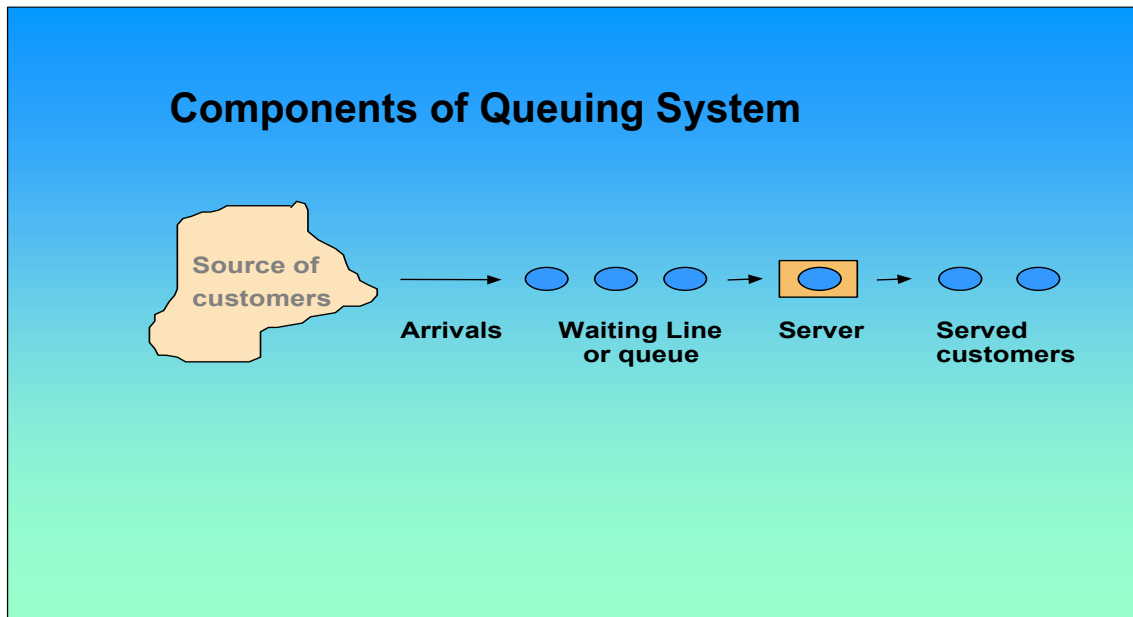 Components of Queuing System
Source of
customers
Arrivals
Waiting Line
or queue
Server
Served
customers